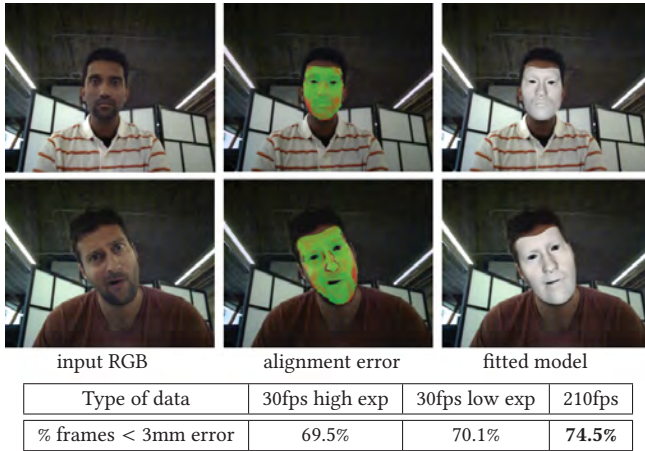 input RGB alignment error fitted model
Type of data 30fps high exp 30fps low exp 210fps
% frames < 3mm error 69.5% 70.1% 74.5%